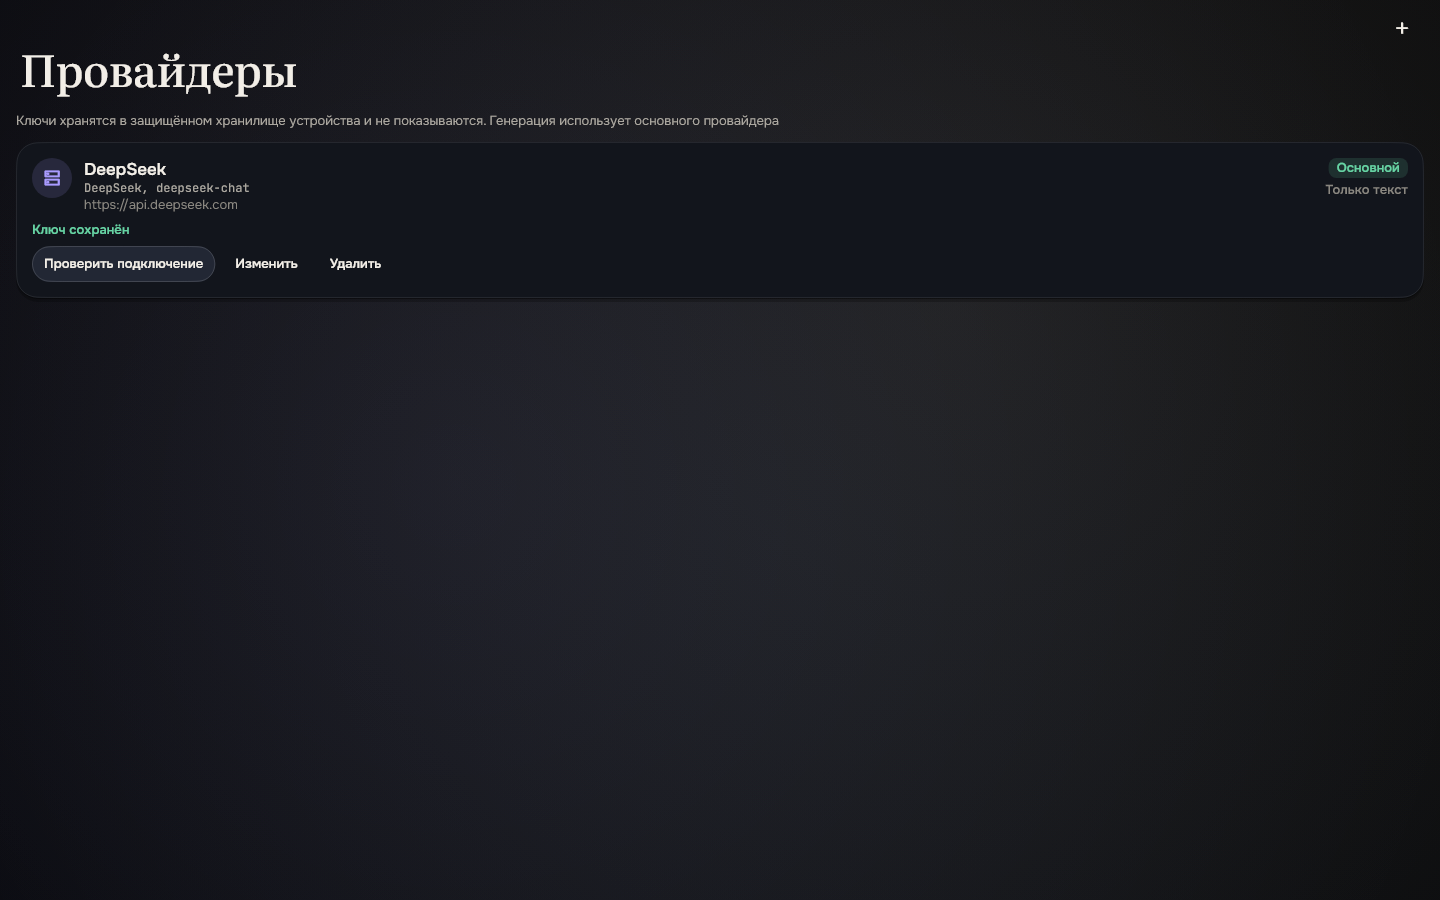 +
Провайдеры
Ключи хранятся в защищённом хранилище устройства и не показываются. Генерация использует основного провайдера
DeepSeek
Основной
DeepSeek, deepseek-chat
Только текст
https://api.deepseek.com
Ключ сохранён
Проверить подключение Изменить Удалить